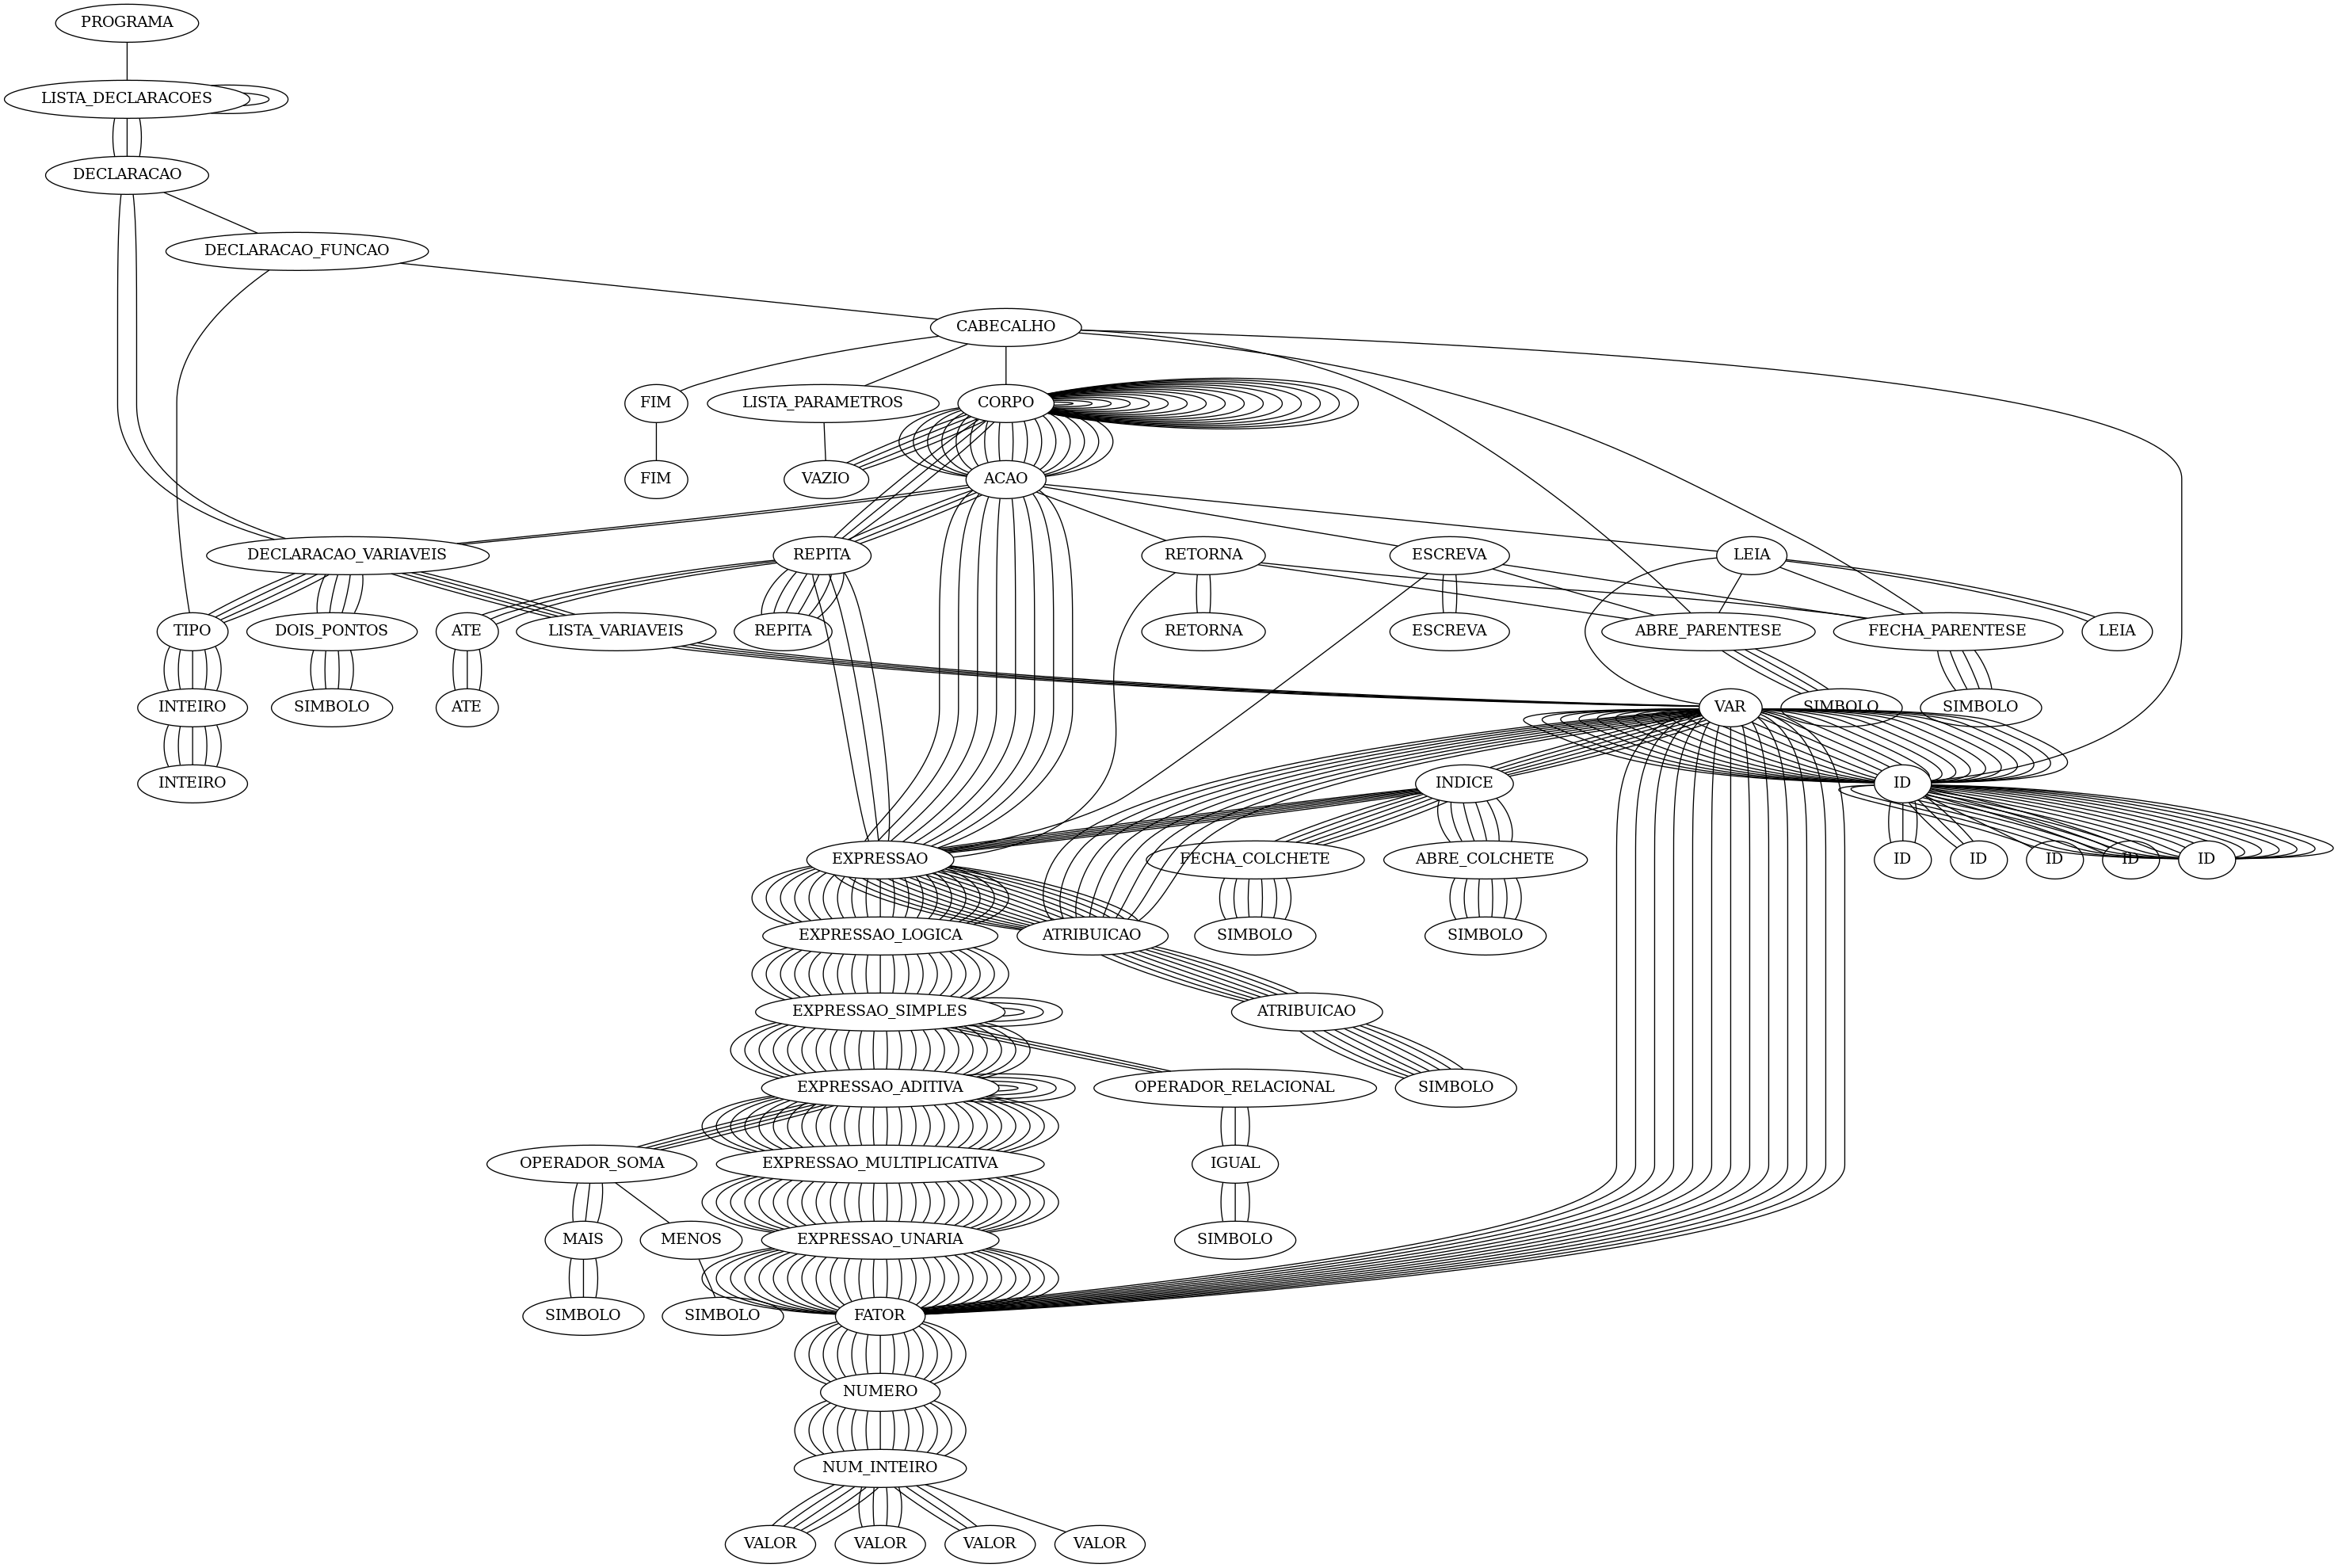 PROGRAMA
LISTA_DECLARACOES
DECLARACAO
DECLARACAO_FUNCAO
CABECALHO
FIM
LISTA_PARAMETROS
CORPO
FIM
VAZIO
ACAO
DECLARACAO_VARIAVEIS
REPITA
RETORNA
ESCREVA
LEIA
TIPO
DOIS_PONTOS
ATE
LISTA_VARIAVEIS
REPITA
RETORNA
ESCREVA
ABRE_PARENTESE
FECHA_PARENTESE
LEIA
INTEIRO
SIMBOLO
ATE
VAR
SIMBOLO
SIMBOLO
INTEIRO
INDICE
ID
EXPRESSAO
FECHA_COLCHETE
ABRE_COLCHETE
ID
ID
ID
ID
ID
EXPRESSAO_LOGICA
ATRIBUICAO
SIMBOLO
SIMBOLO
EXPRESSAO_SIMPLES
ATRIBUICAO
EXPRESSAO_ADITIVA
OPERADOR_RELACIONAL
SIMBOLO
OPERADOR_SOMA
EXPRESSAO_MULTIPLICATIVA
IGUAL
MAIS
MENOS
EXPRESSAO_UNARIA
SIMBOLO
SIMBOLO
SIMBOLO
FATOR
NUMERO
NUM_INTEIRO
VALOR
VALOR
VALOR
VALOR